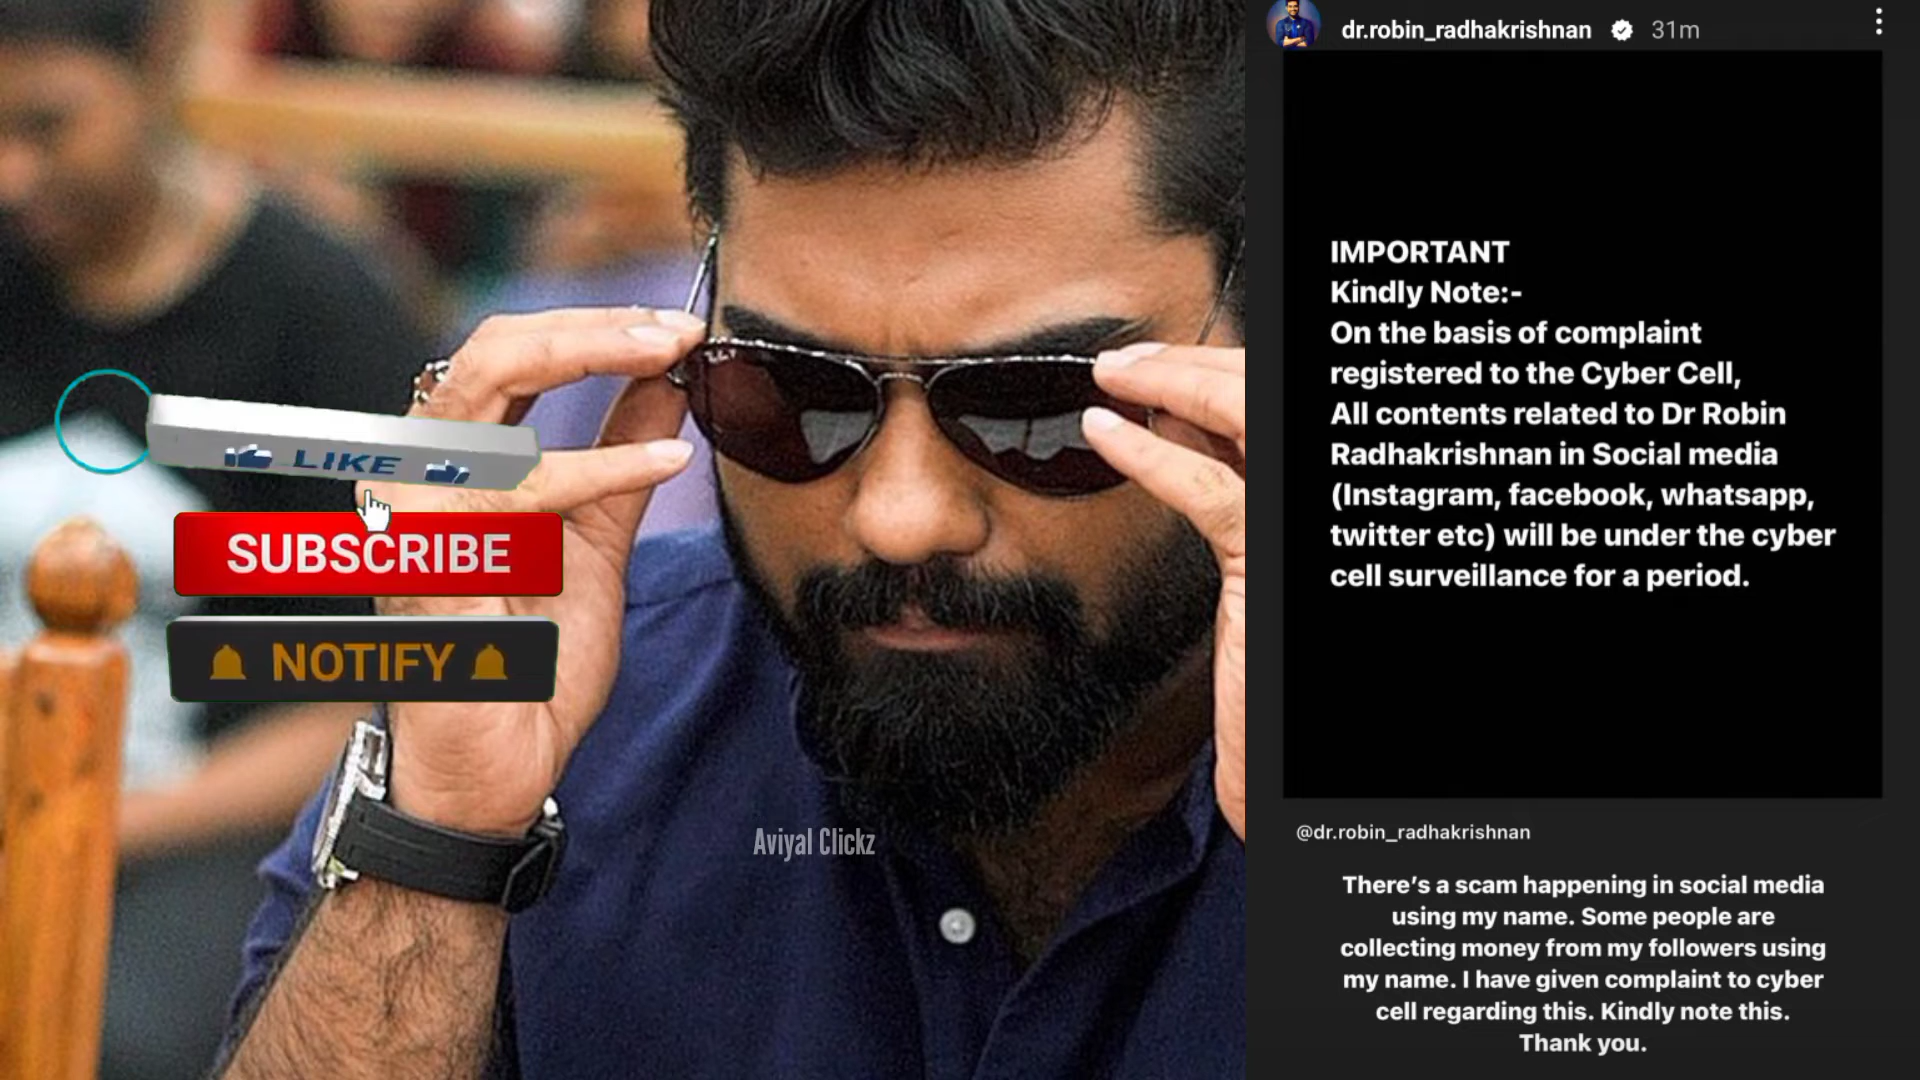 LIKE
SUBSCRIBE
NOTIFY
Aviyal Clickz
dr.robin_radhakrishnan 31m
IMPORTANT
Kindly Note:-
On the basis of complaint
registered to the Cyber Cell,
All contents related to Dr Robin
Radhakrishnan in Social media
(Instagram, facebook, whatsapp,
twitter etc) will be under the cyber
cell surveillance for a period.
@dr.robin_radhakrishnan
There’s a scam happening in social media
using my name. Some people are
collecting money from my followers using
my name. I have given complaint to cyber
cell regarding this. Kindly note this.
Thank you.